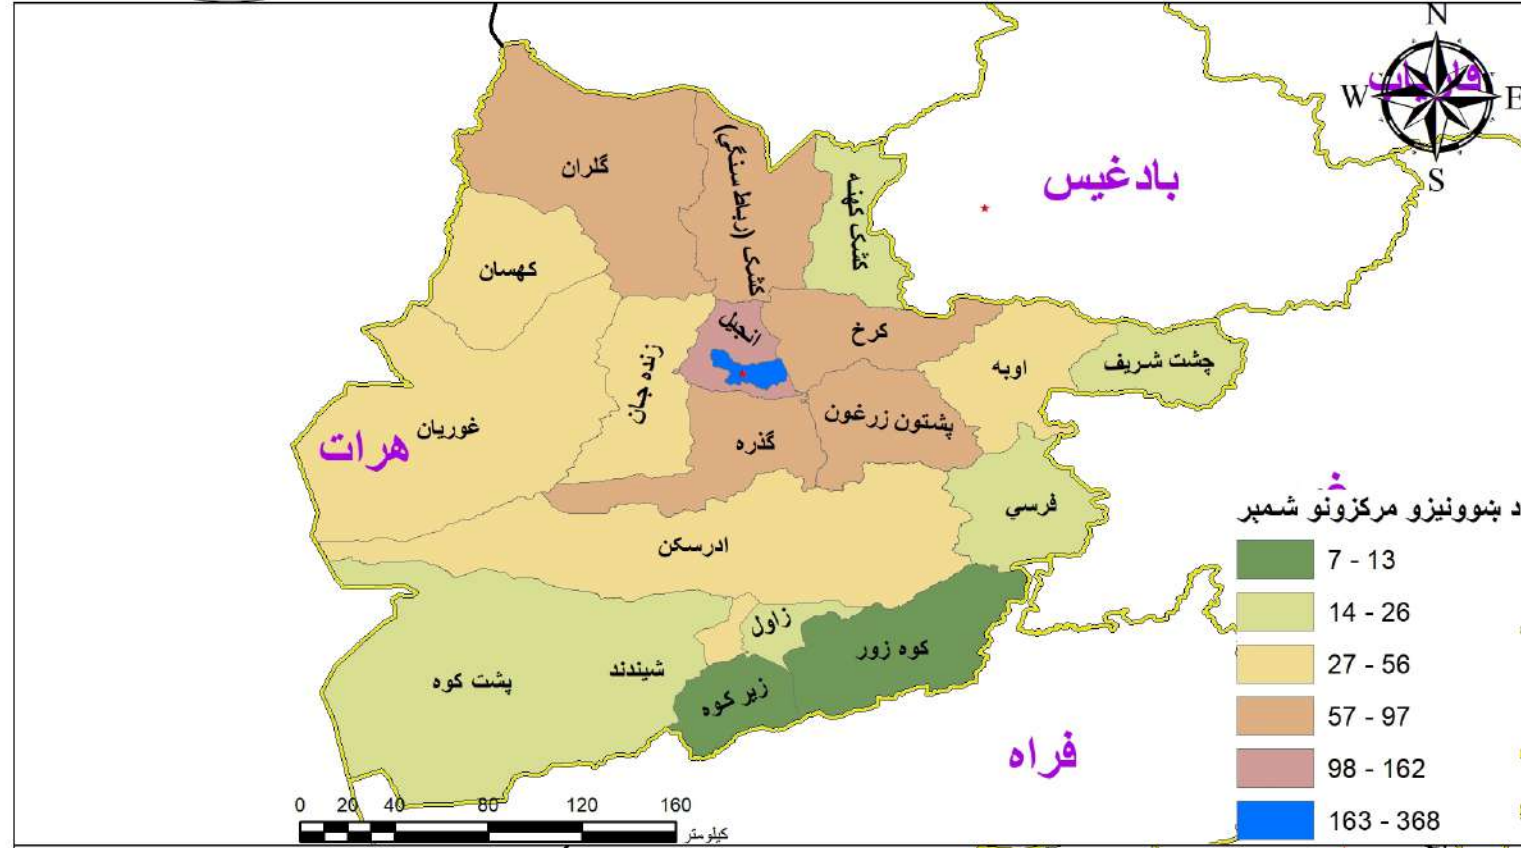 N
فاریاب
W
E
S
بادغیس
گلران
کشک (رباط سنگی)
کشک کهنه
کهسان
انجیل
کرخ
زنده جان
اوبه
چشت شریف
هرات
غوریان
گذره
پشتون زرغون
فرسي
ادرسکن
زاول
کوه زور
شیندند
پشت کوه
زیر کوه
فراه
د ښوونيزو مرکزونو شمېر
7 - 13
14 - 26
27 - 56
57 - 97
98 - 162
163 - 368
0 20 40 80 120 160
کیلومتر